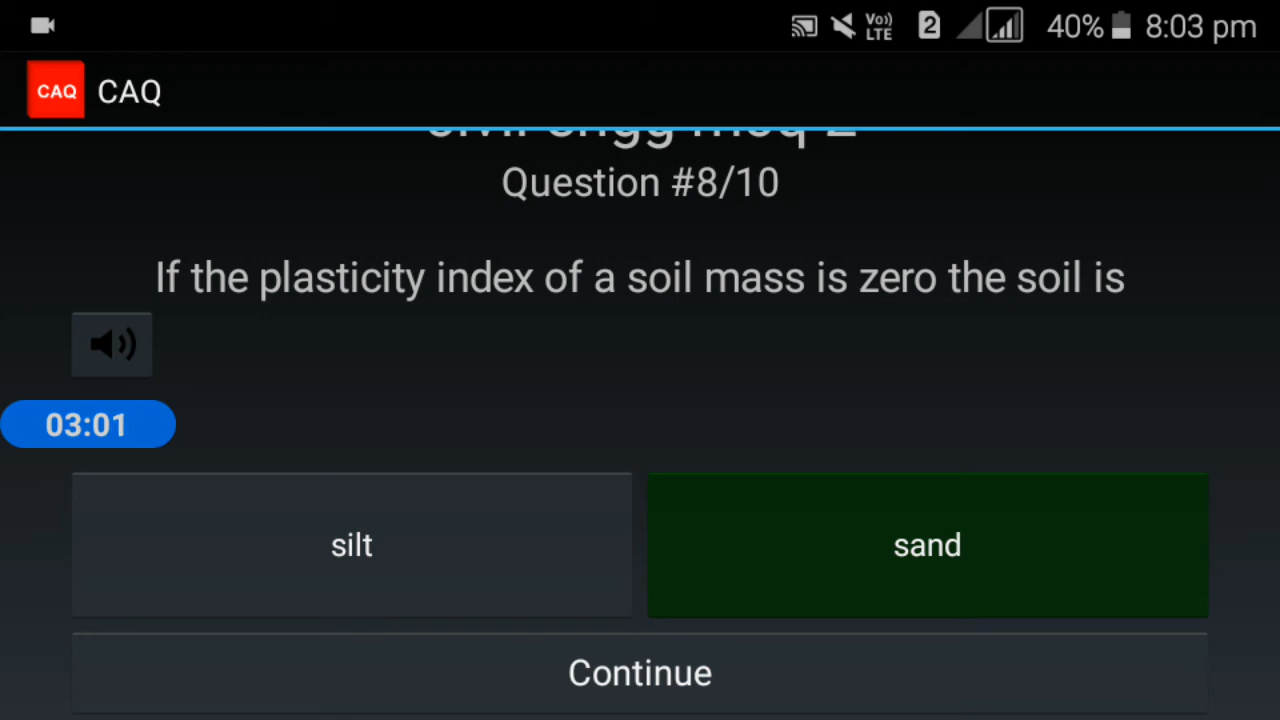 Vo)) LTE 2 40% 8:03 pm
CAQ CAQ
Question #8/10
If the plasticity index of a soil mass is zero the soil is
03:01
silt
sand
Continue